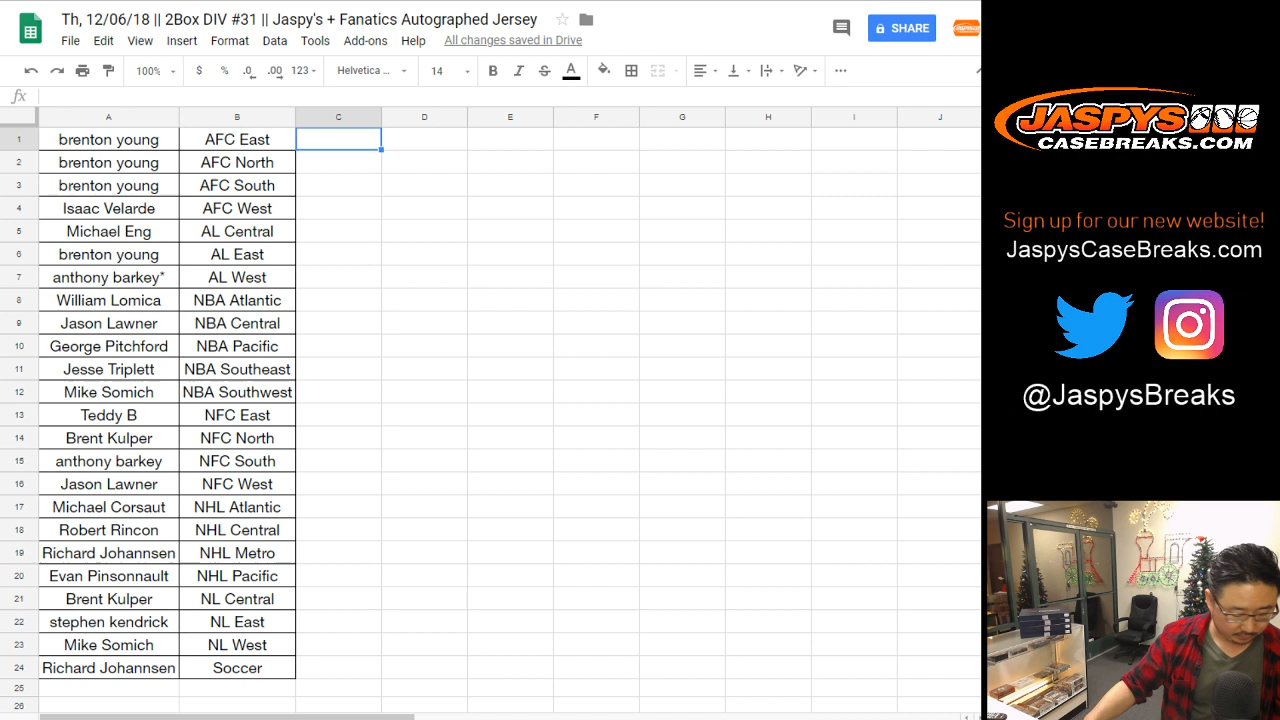 Th, 12/06/18 || 2Box DIV #31 || Jaspy's + Fanatics Autographed Jersey
File Edit View Insert Format Data Tools Add-ons Help All changes saved in Drive
SHARE
100% $ % .0 .00 123 Helvetica ... 14 B I S A
fx
A B C D E F G H I J
1 brenton young AFC East
2 brenton young AFC North
3 brenton young AFC South
4 Isaac Velarde AFC West
5 Michael Eng AL Central
6 brenton young AL East
7 anthony barkey* AL West
8 William Lomica NBA Atlantic
9 Jason Lawner NBA Central
10 George Pitchford NBA Pacific
11 Jesse Triplett NBA Southeast
12 Mike Somich NBA Southwest
13 Teddy B NFC East
14 Brent Kulper NFC North
15 anthony barkey NFC South
16 Jason Lawner NFC West
17 Michael Corsaut NHL Atlantic
18 Robert Rincon NHL Central
19 Richard Johannsen NHL Metro
20 Evan Pinsonnault NHL Pacific
21 Brent Kulper NL Central
22 stephen kendrick NL East
23 Mike Somich NL West
24 Richard Johannsen Soccer
25
26
JASPYS
CASEBREAKS.COM
Sign up for our new website!
JaspysCaseBreaks.com
@JaspysBreaks